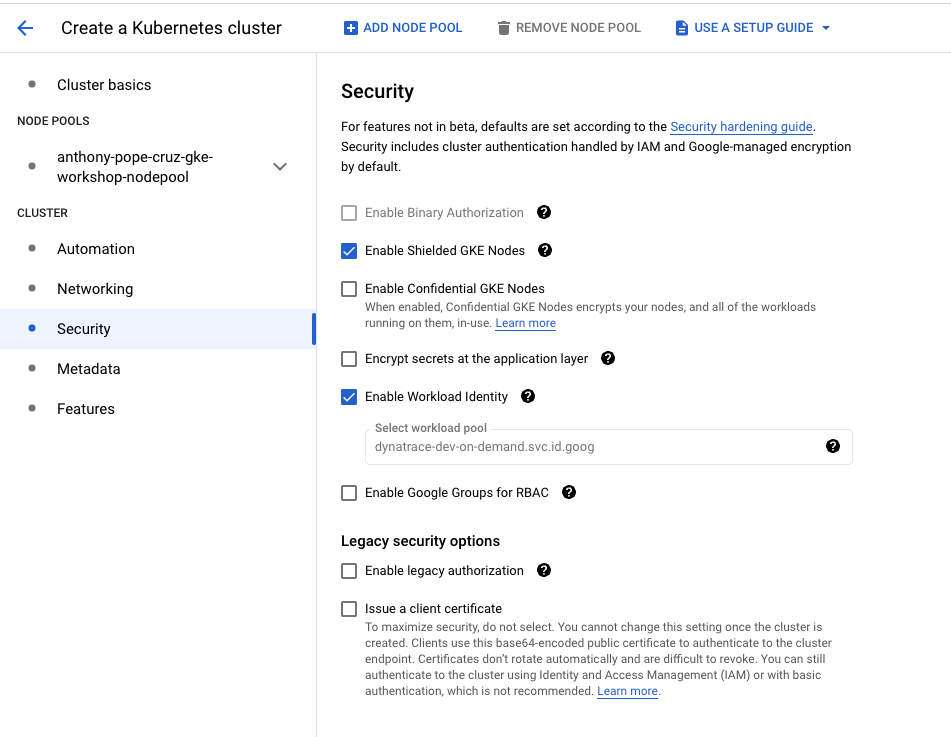 Create a Kubernetes cluster
ADD NODE POOL
REMOVE NODE POOL
USE A SETUP GUIDE
Cluster basics
NODE POOLS
anthony-pope-cruz-gke-
workshop-nodepool
CLUSTER
Automation
Networking
Security
Metadata
Features
Security
For features not in beta, defaults are set according to the Security hardening guide.
Security includes cluster authentication handled by IAM and Google-managed encryption
by default.
Enable Binary Authorization ?
Enable Shielded GKE Nodes ?
Enable Confidential GKE Nodes
When enabled, Confidential GKE Nodes encrypts your nodes, and all of the workloads
running on them, in-use. Learn more
Encrypt secrets at the application layer ?
Enable Workload Identity ?
Select workload pool
dynatrace-dev-on-demand.svc.id.goog ?
Enable Google Groups for RBAC ?
Legacy security options
Enable legacy authorization ?
Issue a client certificate
To maximize security, do not select. You cannot change this setting once the cluster is
created. Clients use this base64-encoded public certificate to authenticate to the cluster
endpoint. Certificates don't rotate automatically and are difficult to revoke. You can still
authenticate to the cluster using Identity and Access Management (IAM) or with basic
authentication, which is not recommended. Learn more.